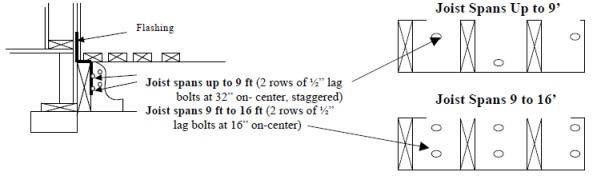 Flashing
Joist spans up to 9 ft (2 rows of ½” lag
bolts at 32” on- center, staggered)
Joist spans 9 ft to 16 ft (2 rows of ½”
lag bolts at 16” on-center)
Joist Spans Up to 9’
Joist Spans 9 to 16’